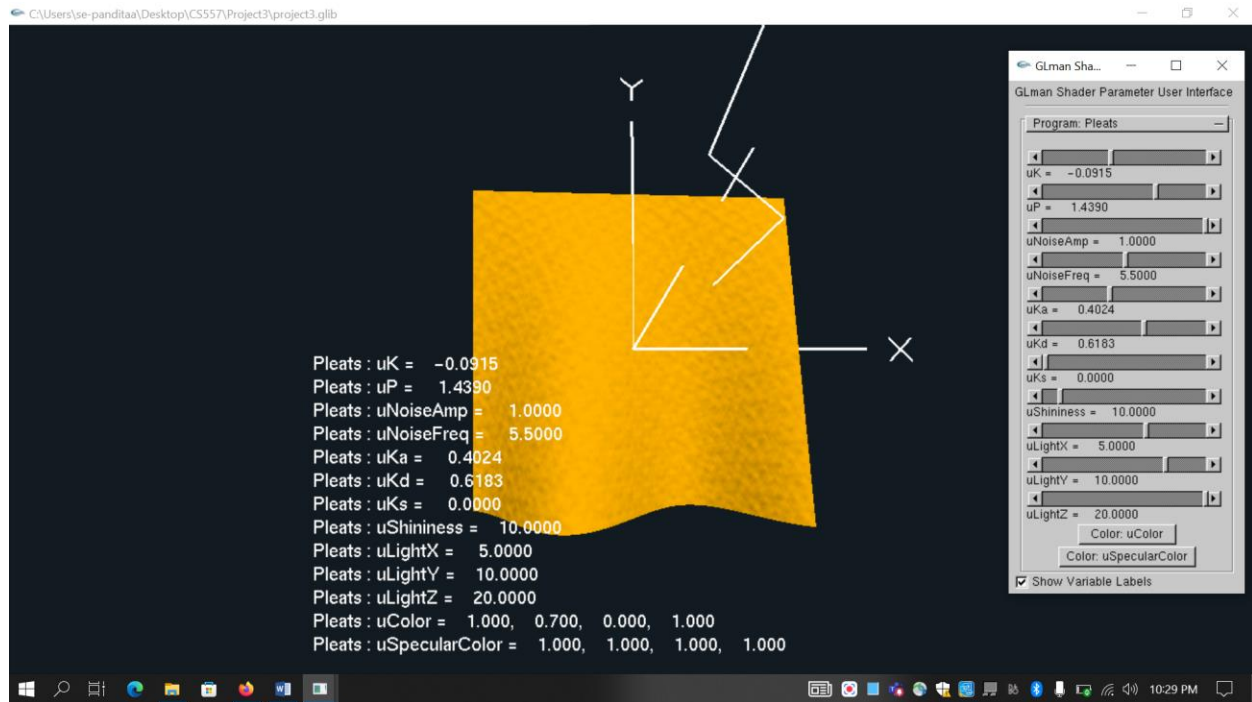 C:\Users\se-panditaa\Desktop\CS557\Project3\project3.glib
Y
X
Pleats : uK = -0.0915
Pleats : uP = 1.4390
Pleats : uNoiseAmp = 1.0000
Pleats : uNoiseFreq = 5.5000
Pleats : uKa = 0.4024
Pleats : uKd = 0.6183
Pleats : uKs = 0.0000
Pleats : uShininess = 10.0000
Pleats : uLightX = 5.0000
Pleats : uLightY = 10.0000
Pleats : uLightZ = 20.0000
Pleats : uColor = 1.000, 0.700, 0.000, 1.000
Pleats : uSpecularColor = 1.000, 1.000, 1.000, 1.000
GLman Sha...
GLman Shader Parameter User Interface
Program: Pleats
uK = -0.0915
uP = 1.4390
uNoiseAmp = 1.0000
uNoiseFreq = 5.5000
uKa = 0.4024
uKd = 0.6183
uKs = 0.0000
uShininess = 10.0000
uLightX = 5.0000
uLightY = 10.0000
uLightZ = 20.0000
Color: uColor
Color: uSpecularColor
Show Variable Labels
10:29 PM